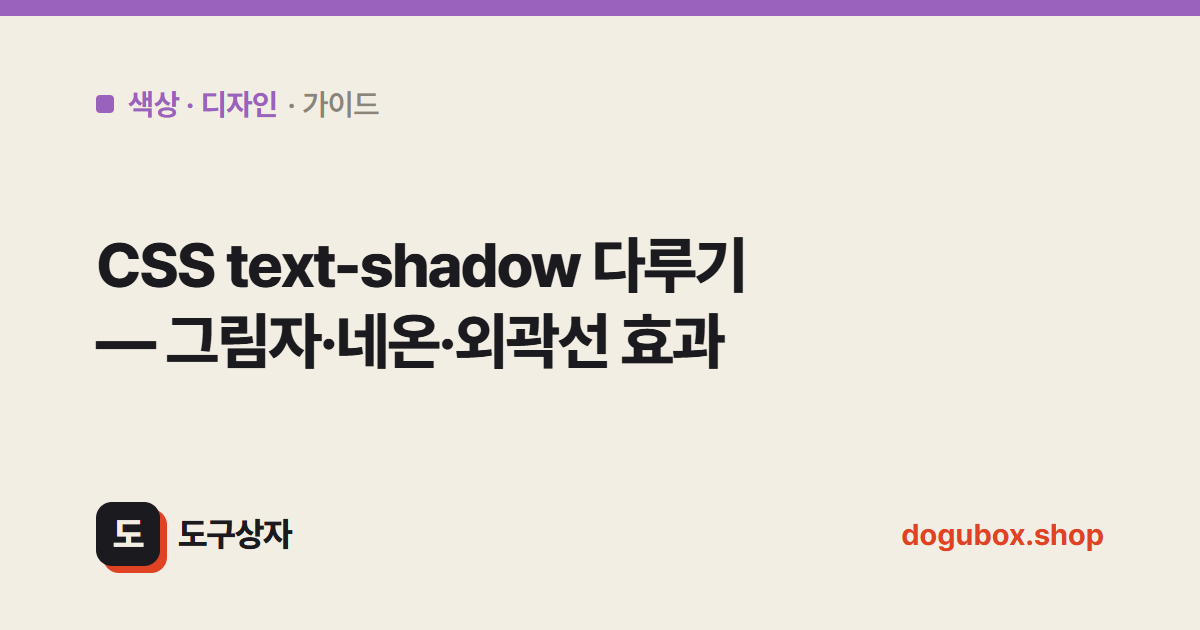 색상 · 디자인 · 가이드
CSS text-shadow 다루기
— 그림자·네온·외곽선 효과
도 도구상자
dogubox.shop